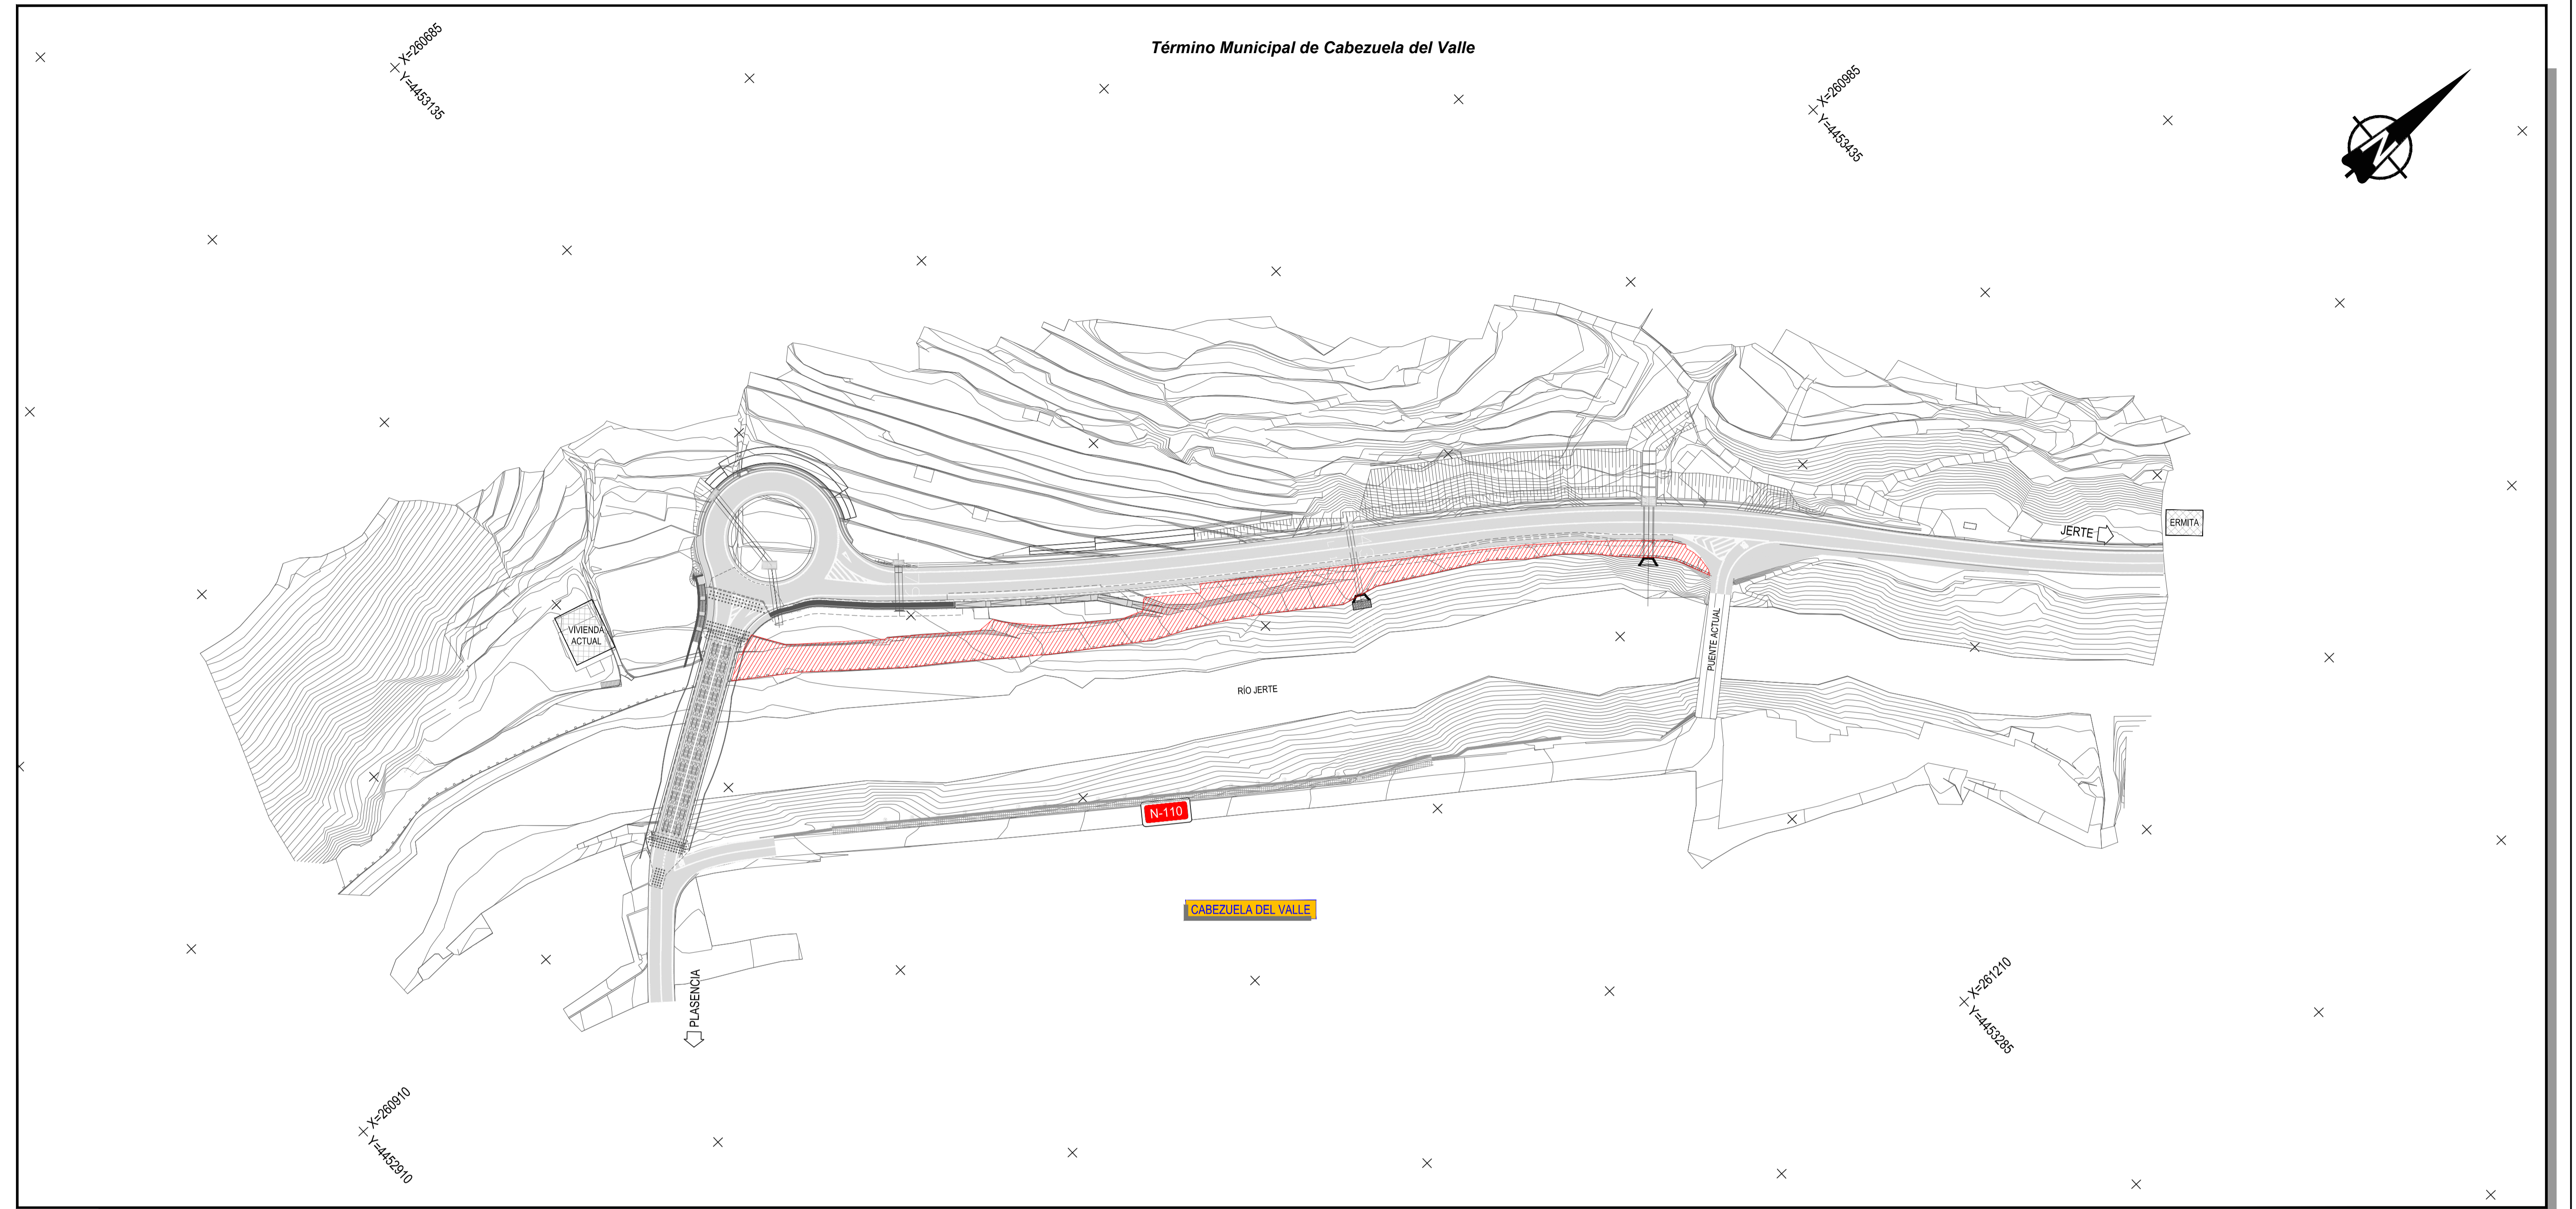 Término Municipal de Cabezuela del Valle
X=260685
Y=4453135
X=260985
Y=4453435
N
JERTE
ERMITA
VIVIENDA
ACTUAL
PUENTE ACTUAL
RÍO JERTE
N-110
CABEZUELA DEL VALLE
PLASENCIA
X=261210
Y=4453285
X=260910
Y=4452910